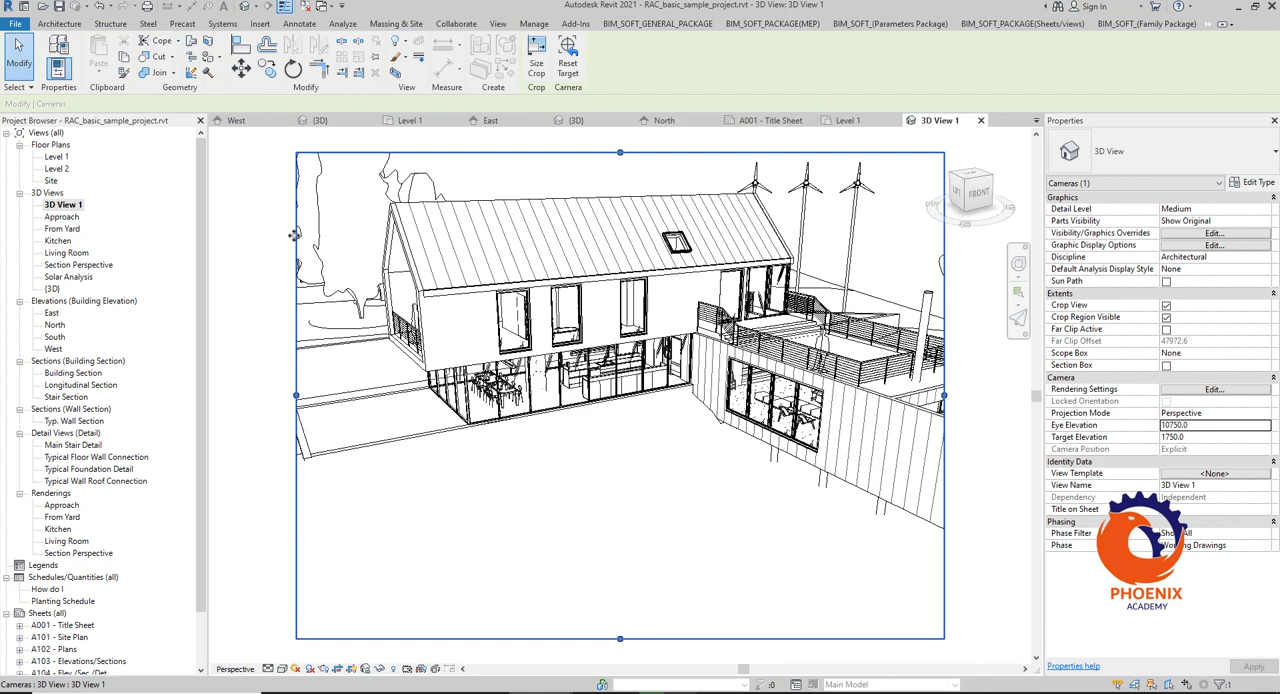 Autodesk Revit 2021 - RAC_basic_sample_project.rvt - 3D View: 3D View 1
Sign In
File Architecture Structure Steel Precast Systems Insert Annotate Analyze Massing & Site Collaborate View Manage Add-Ins BIM_SOFT_GENERAL_PACKAGE BIM_SOFT_PACKAGE(MEP) BIM_SOFT_(Parameters Package) BIM_SOFT_PACKAGE(Sheets/views) BIM_SOFT_(Family Package)
Modify
Paste
Cope
Cut
Join
Size Crop
Reset Target
Select Properties Clipboard Geometry Modify View Measure Create Crop Camera
Modify | Cameras
Project Browser - RAC_basic_sample_project.rvt
West {3D} Level 1 East {3D} North A001 - Title Sheet Level 1 3D View 1
Views (all)
Floor Plans
Level 1
Level 2
Site
3D Views
3D View 1
Approach
From Yard
Kitchen
Living Room
Section Perspective
Solar Analysis
{3D}
Elevations (Building Elevation)
East
North
South
West
Sections (Building Section)
Building Section
Longitudinal Section
Stair Section
Sections (Wall Section)
Typ. Wall Section
Detail Views (Detail)
Main Stair Detail
Typical Floor Wall Connection
Typical Foundation Detail
Typical Wall Roof Connection
Renderings
Approach
From Yard
Kitchen
Living Room
Section Perspective
Legends
Schedules/Quantities (all)
How do I
Planting Schedule
Sheets (all)
A001 - Title Sheet
A101 - Site Plan
A102 - Plans
A103 - Elevations/Sections
A104 - Elev./Sec./Det.
FRONT
Properties
3D View
Cameras (1) Edit Type
Graphics
Detail Level Medium
Parts Visibility Show Original
Visibility/Graphics Overrides Edit...
Graphic Display Options Edit...
Discipline Architectural
Default Analysis Display Style None
Sun Path
Extents
Crop View
Crop Region Visible
Far Clip Active
Far Clip Offset 47972.6
Scope Box None
Section Box
Camera
Rendering Settings Edit...
Locked Orientation
Projection Mode Perspective
Eye Elevation 10750.0
Target Elevation 1750.0
Camera Position Explicit
Identity Data
View Template <None>
View Name 3D View 1
Dependency Independent
Title on Sheet
Phasing
Phase Filter All
Phase Drawings
PHOENIX
ACADEMY
Properties help
Apply
Perspective
Cameras : 3D View : 3D View 1
:0
Main Model
:1